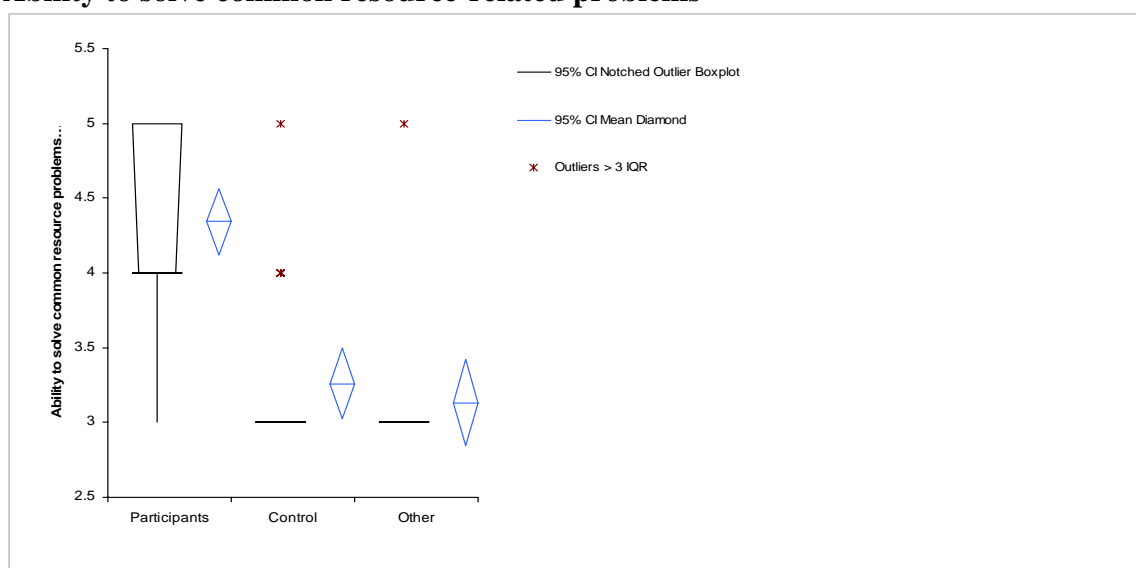 Ability to solve common resource-related problems
5.5
5
4.5
4
3.5
3
2.5
Ability to solve common resource problems...
Participants
Control
Other
95% CI Notched Outlier Boxplot
95% CI Mean Diamond
Outliers > 3 IQR